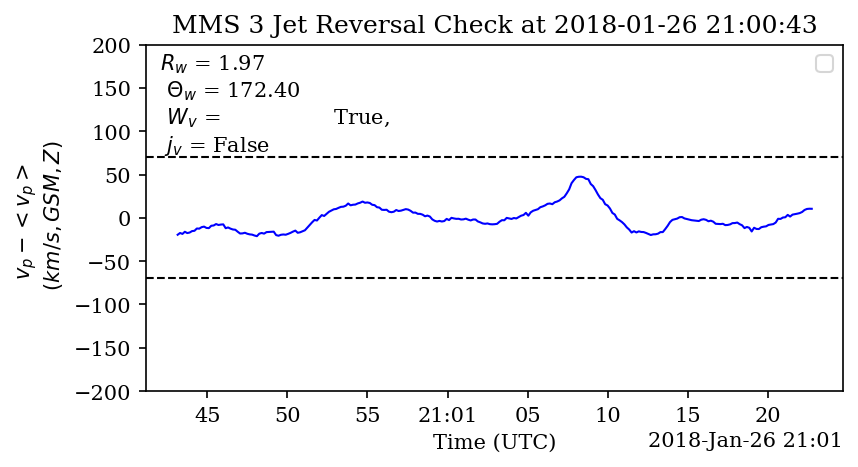 MMS 3 Jet Reversal Check at 2018-01-26 21:00:43
R_w = 1.97
Θ_w = 172.40
W_v = True,
j_v = False
v_p − < v_p >
(km/s, GSM, Z)
200
150
100
50
0
−50
−100
−150
−200
45 50 55 21:01 05 10 15 20
Time (UTC)
2018-Jan-26 21:01